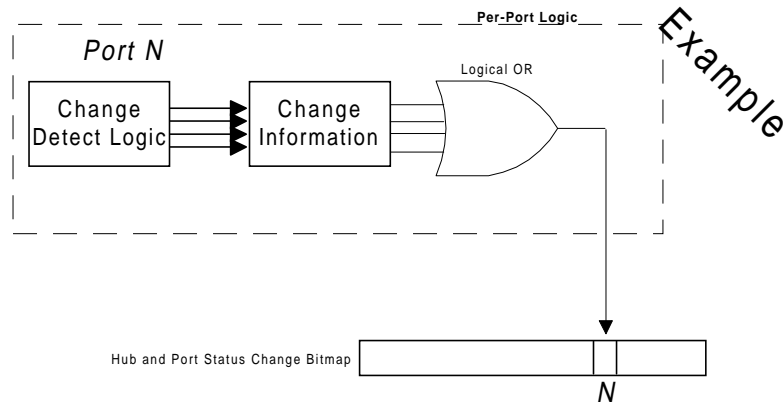 Per-Port Logic
Example
Port N
Logical OR
Change
Detect Logic
Change
Information
Hub and Port Status Change Bitmap
N